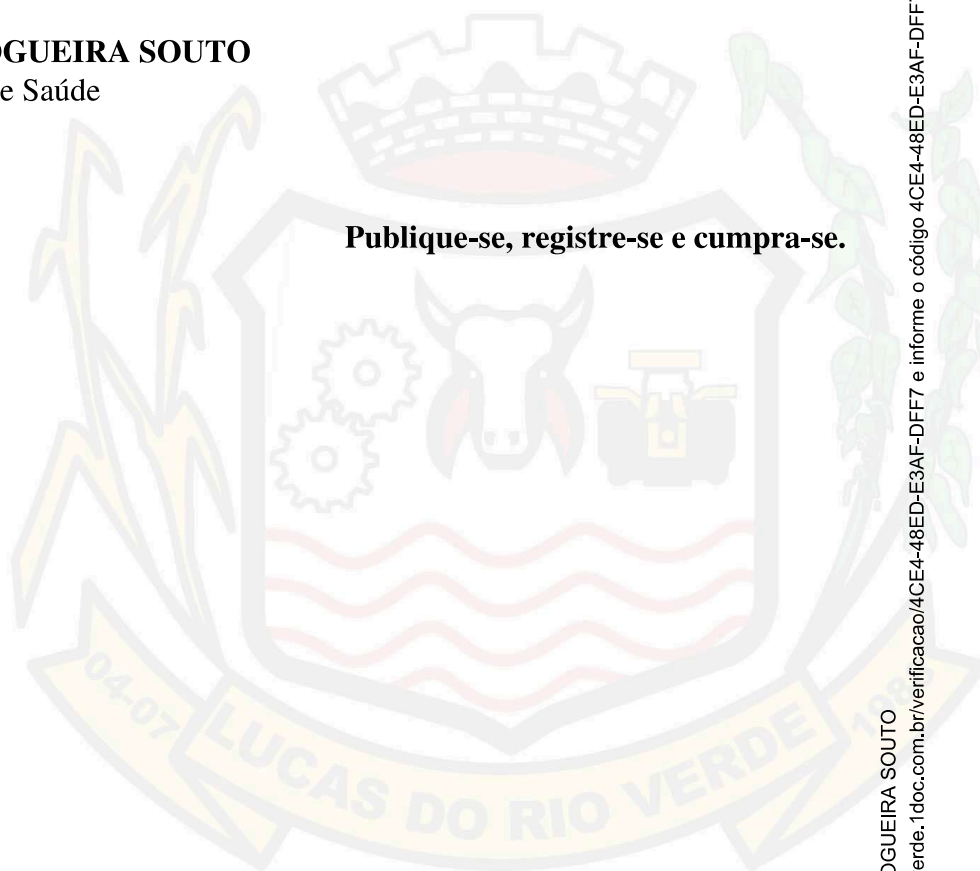 OGUEIRA SOUTO
e Saúde
Publique-se, registre-se e cumpra-se.
04-07
LUCAS DO RIO VERDE
OGUEIRA SOUTO
erde.1doc.com.br/verificacao/4CE4-48ED-E3AF-DFF7 e informe o código 4CE4-48ED-E3AF-DFF7